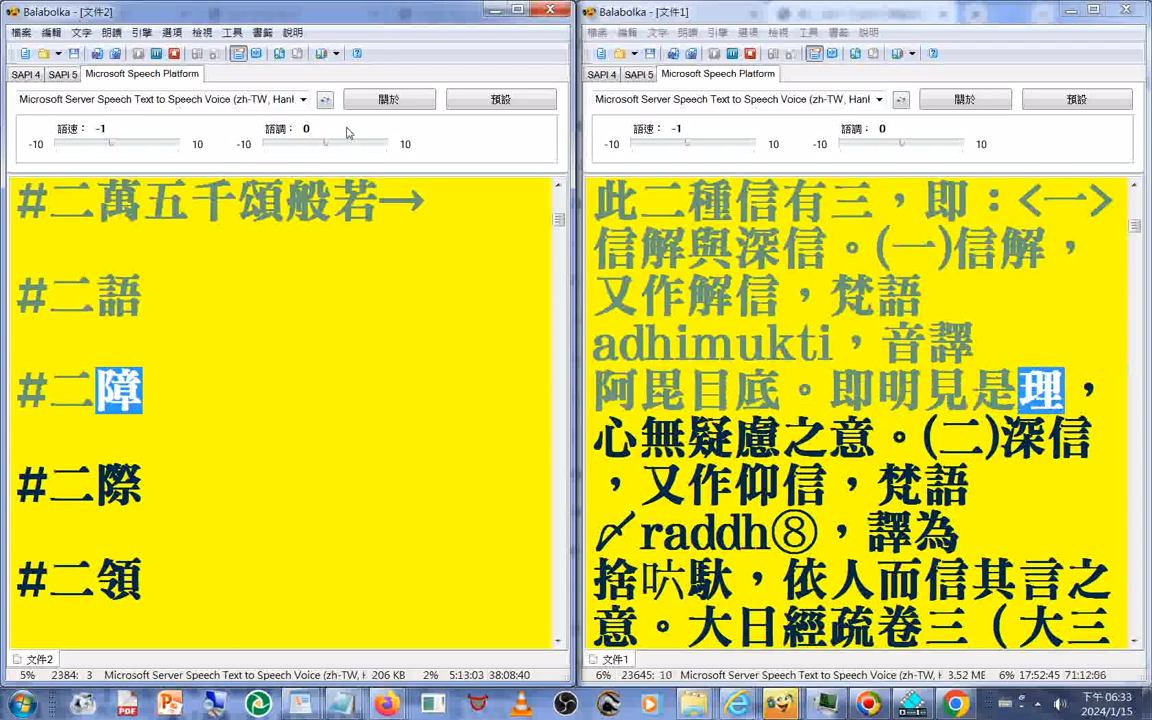 Balabolka - [文件2]
檔案 編輯 文字 朗讀 引擎 選項 檢視 工具 書籤 說明
SAPI 4 SAPI 5 Microsoft Speech Platform
Microsoft Server Speech Text to Speech Voice (zh-TW, Hanl
關於
預設
語速： -1
-10 10
語調： 0
-10 10
#二萬五千頌般若→
#二語
#二障
#二際
#二領
文件2
5% 2384: 3 Microsoft Server Speech Text to Speech Voice (zh-TW, H 206 KB 2% 5:13:03 38:08:40
Balabolka - [文件1]
檔案 編輯 文字 朗讀 引擎 選項 檢視 工具 書籤 說明
SAPI 4 SAPI 5 Microsoft Speech Platform
Microsoft Server Speech Text to Speech Voice (zh-TW, Hanl
關於
預設
語速： -1
-10 10
語調： 0
-10 10
此二種信有三，即：<一>
信解與深信。(一)信解，
又作解信，梵語
adhimukti，音譯
阿毘目底。即明見是理，
心無疑慮之意。(二)深信
，又作仰信，梵語
〆raddh⑧，譯為
捨㕸馱，依人而信其言之
意。大日經疏卷三（大三
文件1
6% 23645: 10 Microsoft Server Speech Text to Speech Voice (zh-TW, H 3.52 MB 6% 17:52:45 71:12:96
下午 06:33
2024/1/15